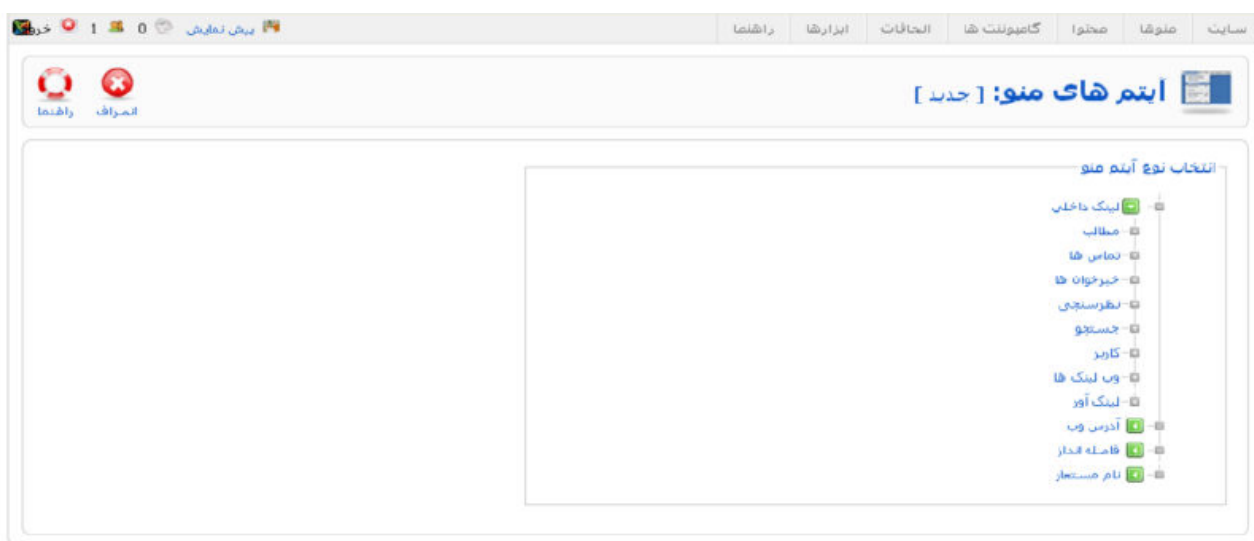 سایت منوها محتوا کامپوننت ها الحاقات ابزارها راهنما پیش نمایش 0 1 خروج
آیتم های منو: [ جدید ]
انصراف راهنما
انتخاب نوع آیتم منو
لینک داخلی
مطالب
تماس ها
خبرخوان ها
نظرسنجی
جستجو
کاربر
وب لینک ها
لینک آور
آدرس وب
فاصله انداز
نام مستعار